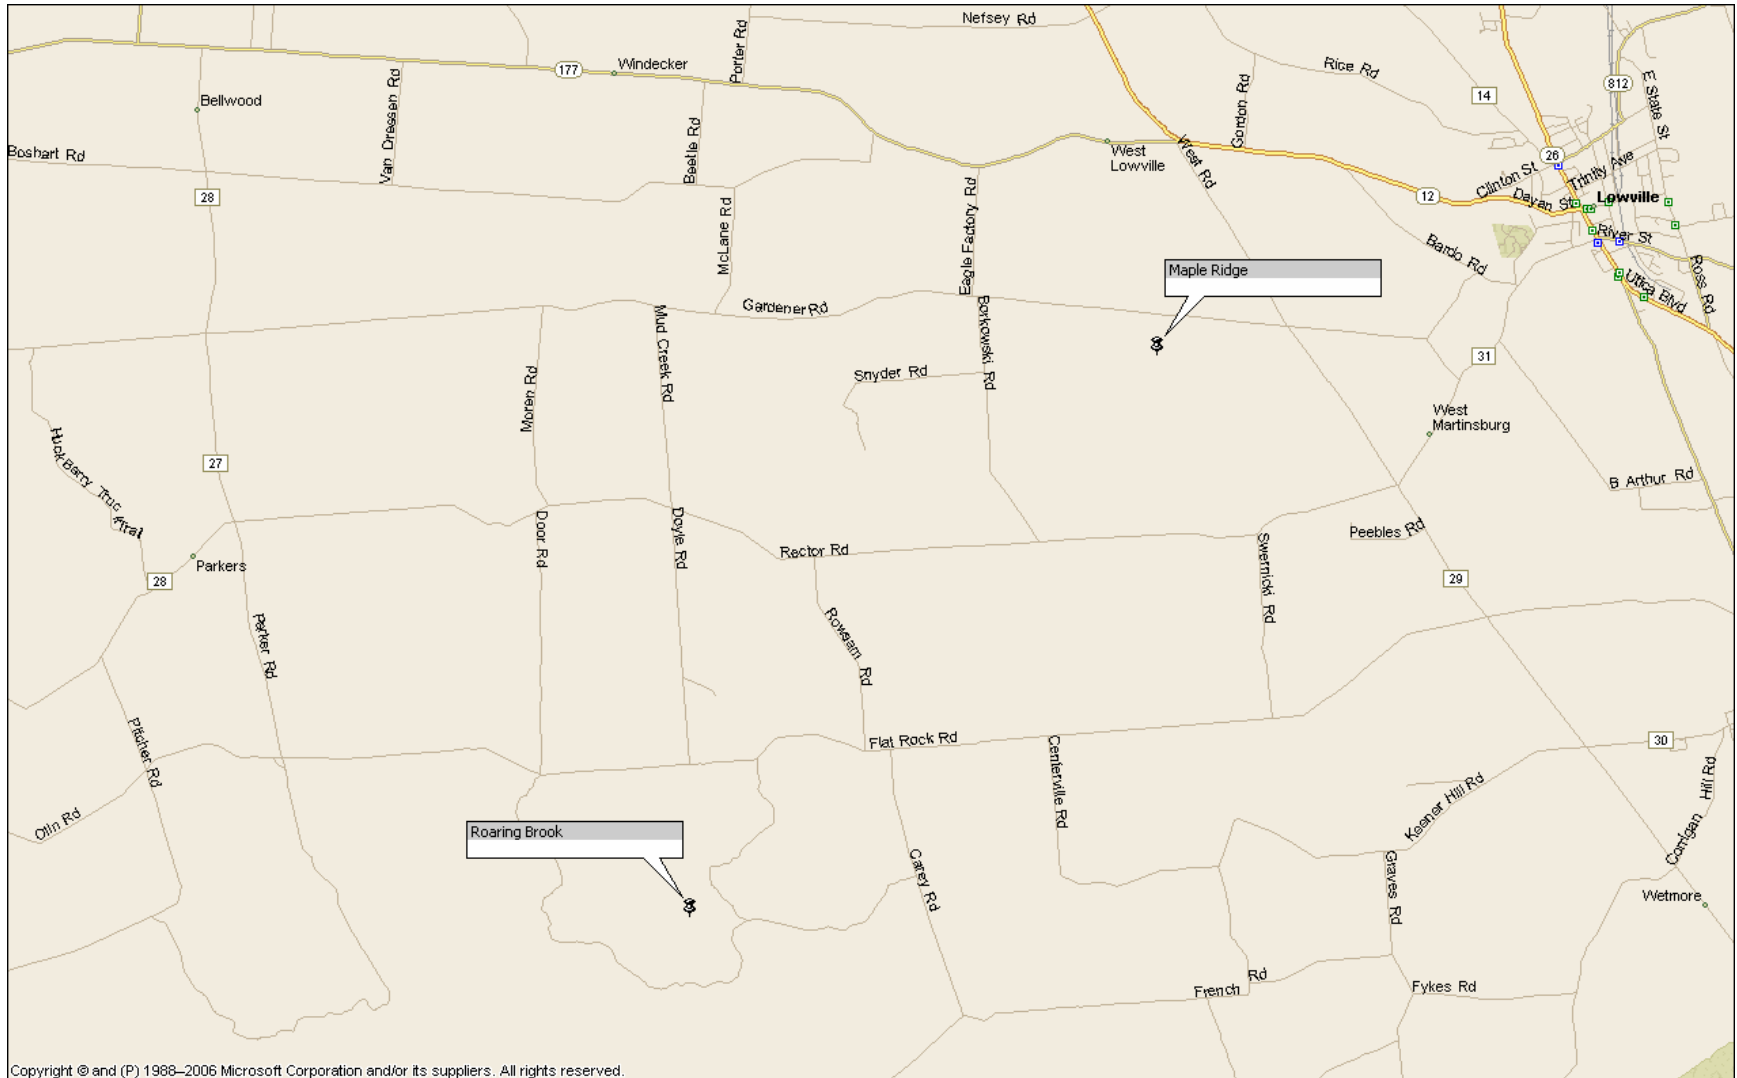 Nefsey Rd
Porter Rd
177
Windecker
Rice Rd
812
E State St
14
Bellwood
Van Dressen Rd
Gordon Rd
Beetle Rd
West Rd
West
Lowville
26
Trinity Ave
Clinton St
Boshart Rd
28
12
Dayan St
Lowville
McLane Rd
Eagle Factory Rd
River St
Bardo Rd
Ross Rd
Utica Blvd
Maple Ridge
Gardener Rd
Mud Creek Rd
Borkowski Rd
Snyder Rd
Moren Rd
31
West
Martinsburg
Huck Berry Truc
27
Trail
B Arthur Rd
Door Rd
Doyle Rd
Rector Rd
Peebles Rd
Swernicki Rd
Parkers
28
29
Parker Rd
Rowsam Rd
Pitcher Rd
Flat Rock Rd
Centerville Rd
30
Corrigan Hill Rd
Otin Rd
Keener Hill Rd
Roaring Brook
Carey Rd
Graves Rd
Wetmore
French Rd
Fykes Rd
Copyright © and (P) 1988–2006 Microsoft Corporation and/or its suppliers. All rights reserved.